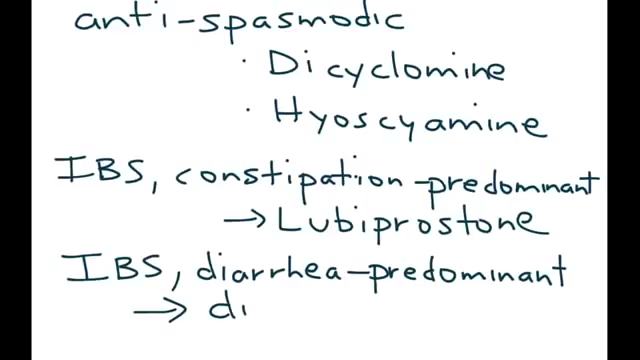 anti-spasmodic
· Dicyclomine
· Hyoscyamine
IBS, constipation-predominant
→ Lubiprostone
IBS, diarrhea-predominant
→ di